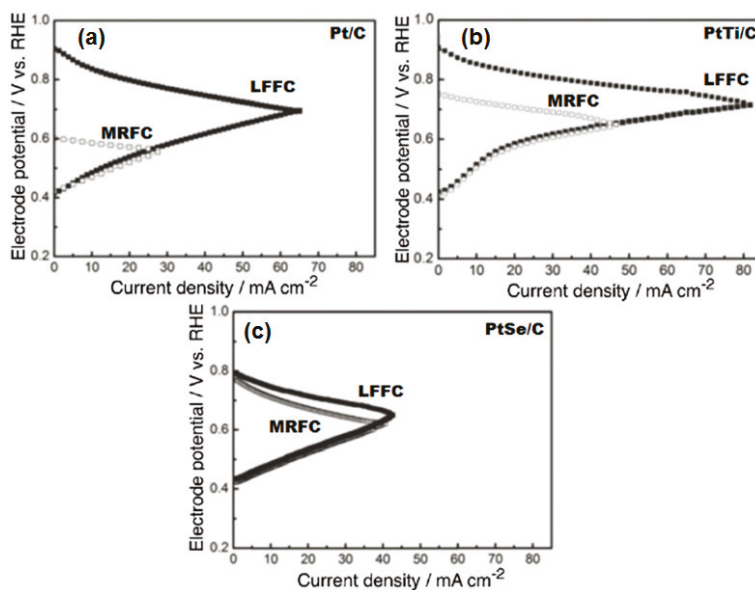 (a)
Pt/C
1.0
0.8
0.6
0.4
0.2
LFFC
MRFC
Electrode potential / V vs. RHE
0 10 20 30 40 50 60 70 80
Current density / mA cm⁻²
(b)
PtTi/C
1.0
0.8
0.6
0.4
0.2
LFFC
MRFC
Electrode potential / V vs. RHE
0 10 20 30 40 50 60 70 80
Current density / mA cm⁻²
(c)
PtSe/C
1.0
0.8
0.6
0.4
0.2
LFFC
MRFC
Electrode potential / V vs. RHE
0 10 20 30 40 50 60 70 80
Current density / mA cm⁻²